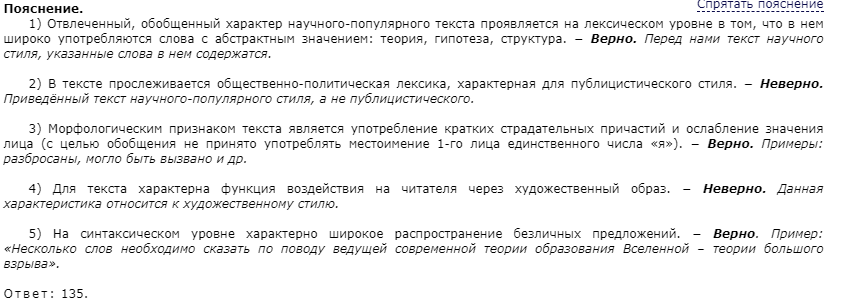 Спрятать пояснение
Пояснение.
1) Отвлеченный, обобщенный характер научного-популярного текста проявляется на лексическом уровне в том, что в нем
широко употребляются слова с абстрактным значением: теория, гипотеза, структура. – Верно. Перед нами текст научного
стиля, указанные слова в нем содержатся.
2) В тексте прослеживается общественно-политическая лексика, характерная для публицистического стиля. – Неверно.
Приведённый текст научного-популярного стиля, а не публицистического.
3) Морфологическим признаком текста является употребление кратких страдательных причастий и ослабление значения
лица (с целью обобщения не принято употреблять местоимение 1-го лица единственного числа «я»). – Верно. Примеры:
разбросаны, могло быть вызвано и др.
4) Для текста характерна функция воздействия на читателя через художественный образ. – Неверно. Данная
характеристика относится к художественному стилю.
5) На синтаксическом уровне характерно широкое распространение безличных предложений. – Верно. Пример:
«Несколько слов необходимо сказать по поводу ведущей современной теории образования Вселенной – теории большого
взрыва».
Ответ: 135.